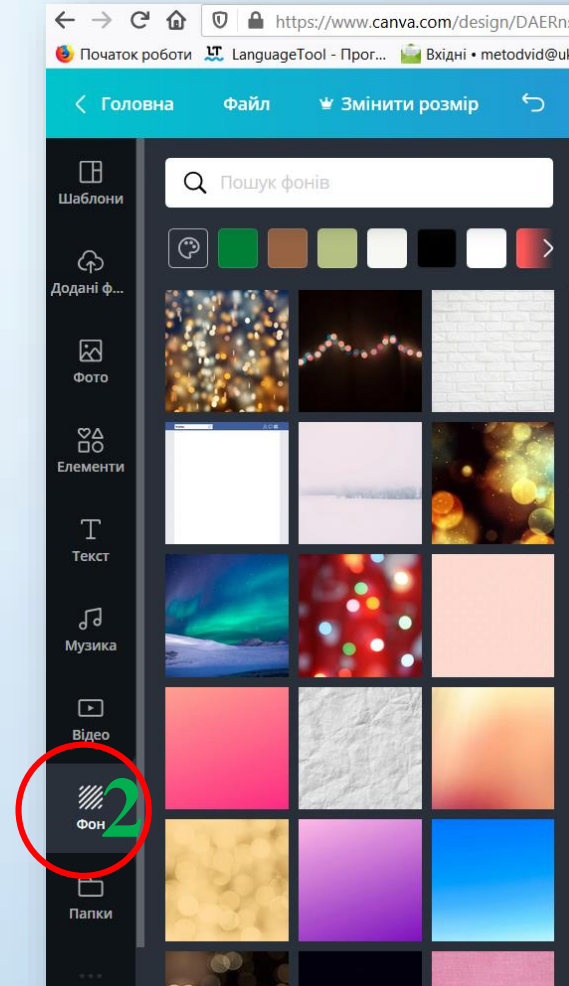 https://www.canva.com/design/DAERn
Початок роботи LanguageTool - Прог... Вхідні • metodvid@uk
Головна Файл Змінити розмір
Пошук фонів
Шаблони
Додані ф...
Фото
Елементи
Текст
Музика
Відео
Фон
2
Папки